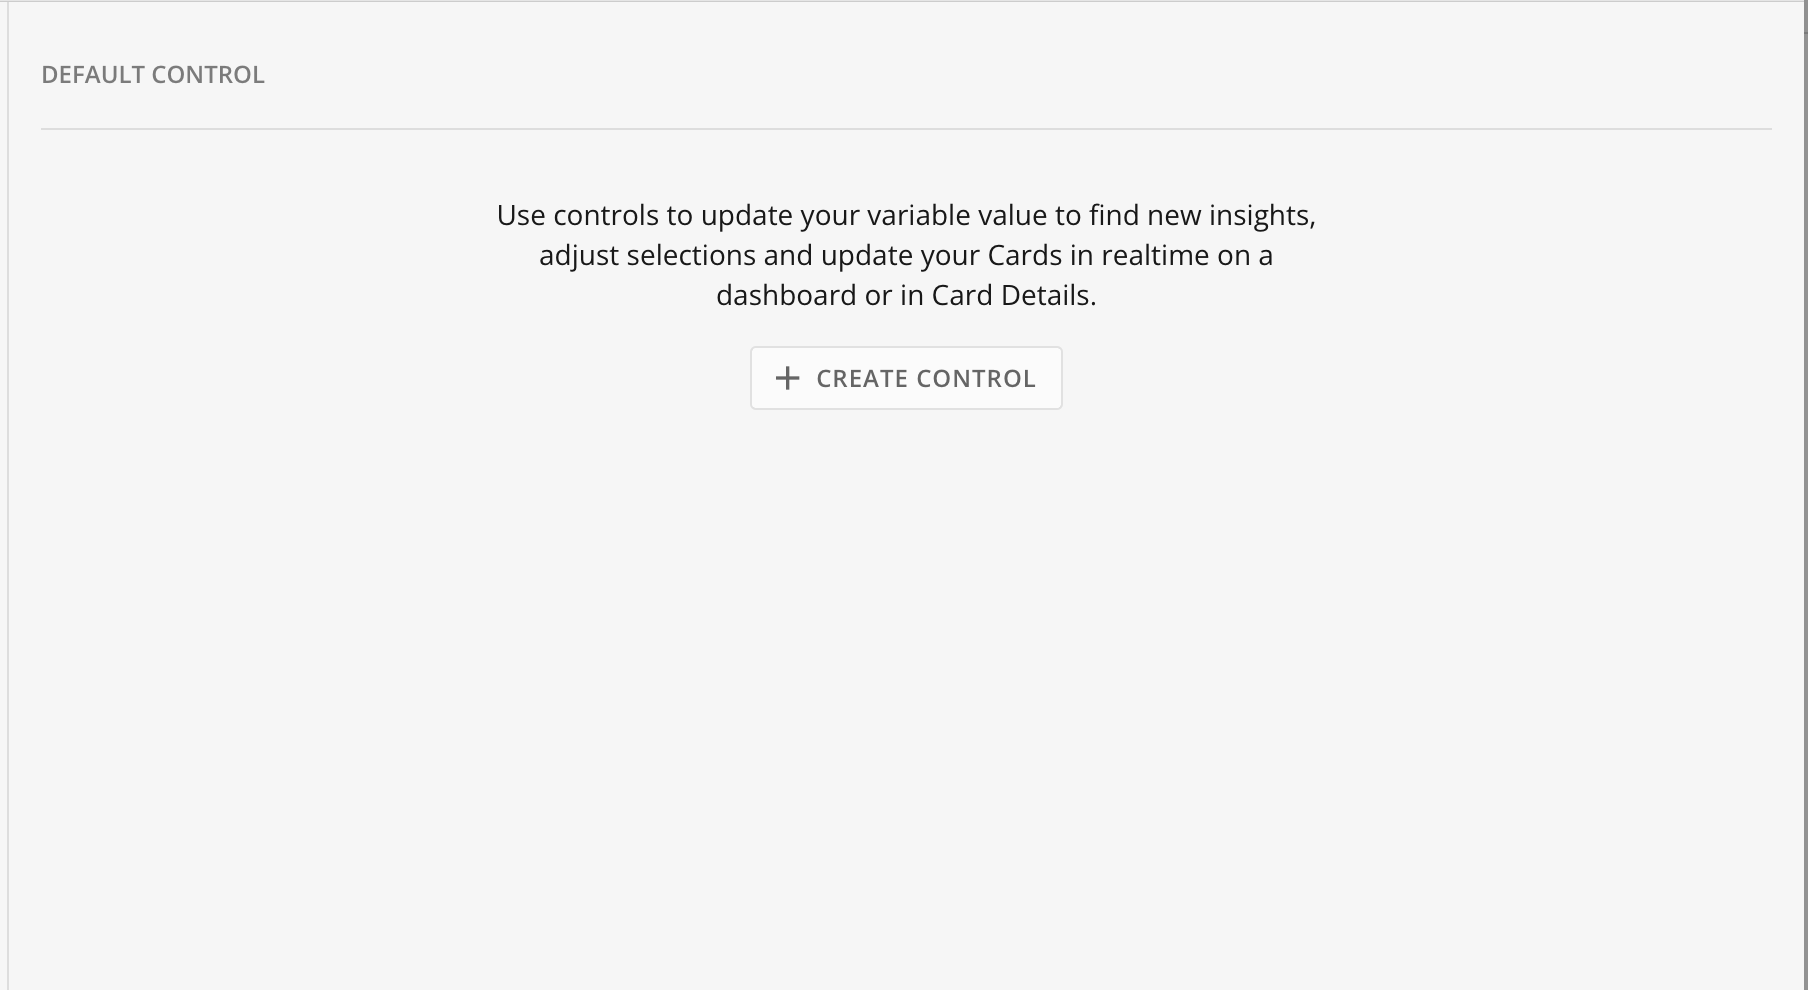 DEFAULT CONTROL
Use controls to update your variable value to find new insights,
adjust selections and update your Cards in realtime on a
dashboard or in Card Details.
CREATE CONTROL